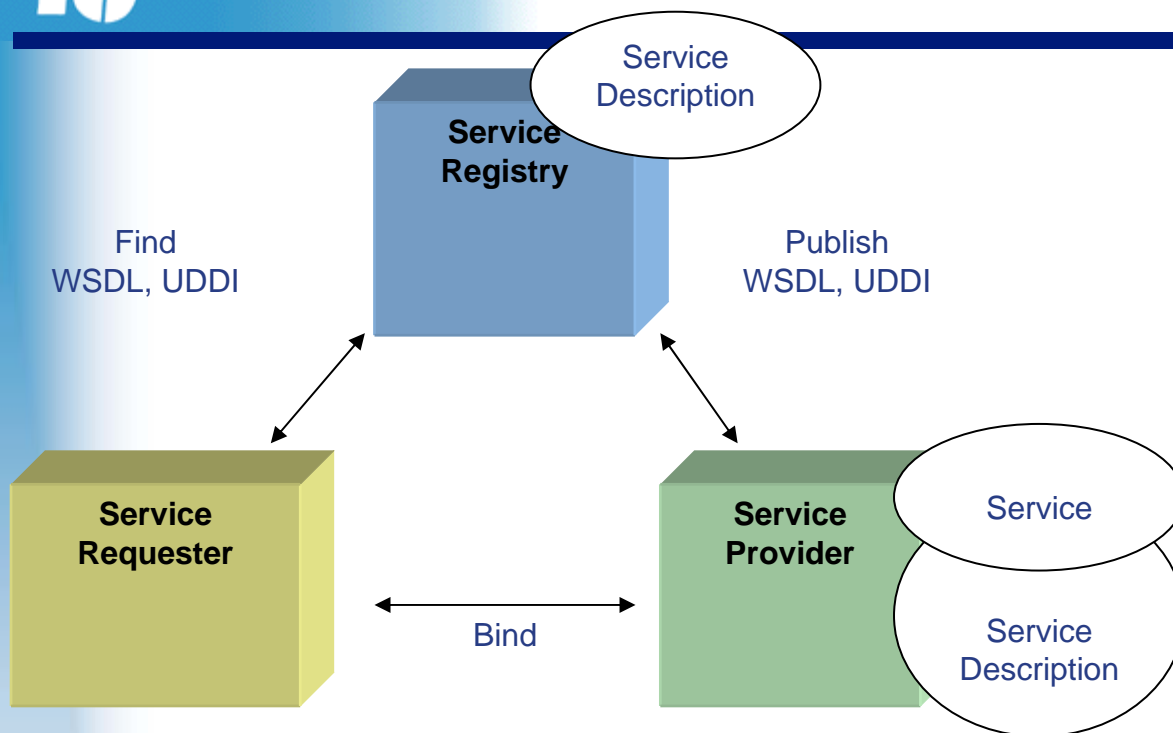 Service
Description
Service
Registry
Find
WSDL, UDDI
Publish
WSDL, UDDI
Service
Requester
Service
Provider
Service
Bind
Service
Description